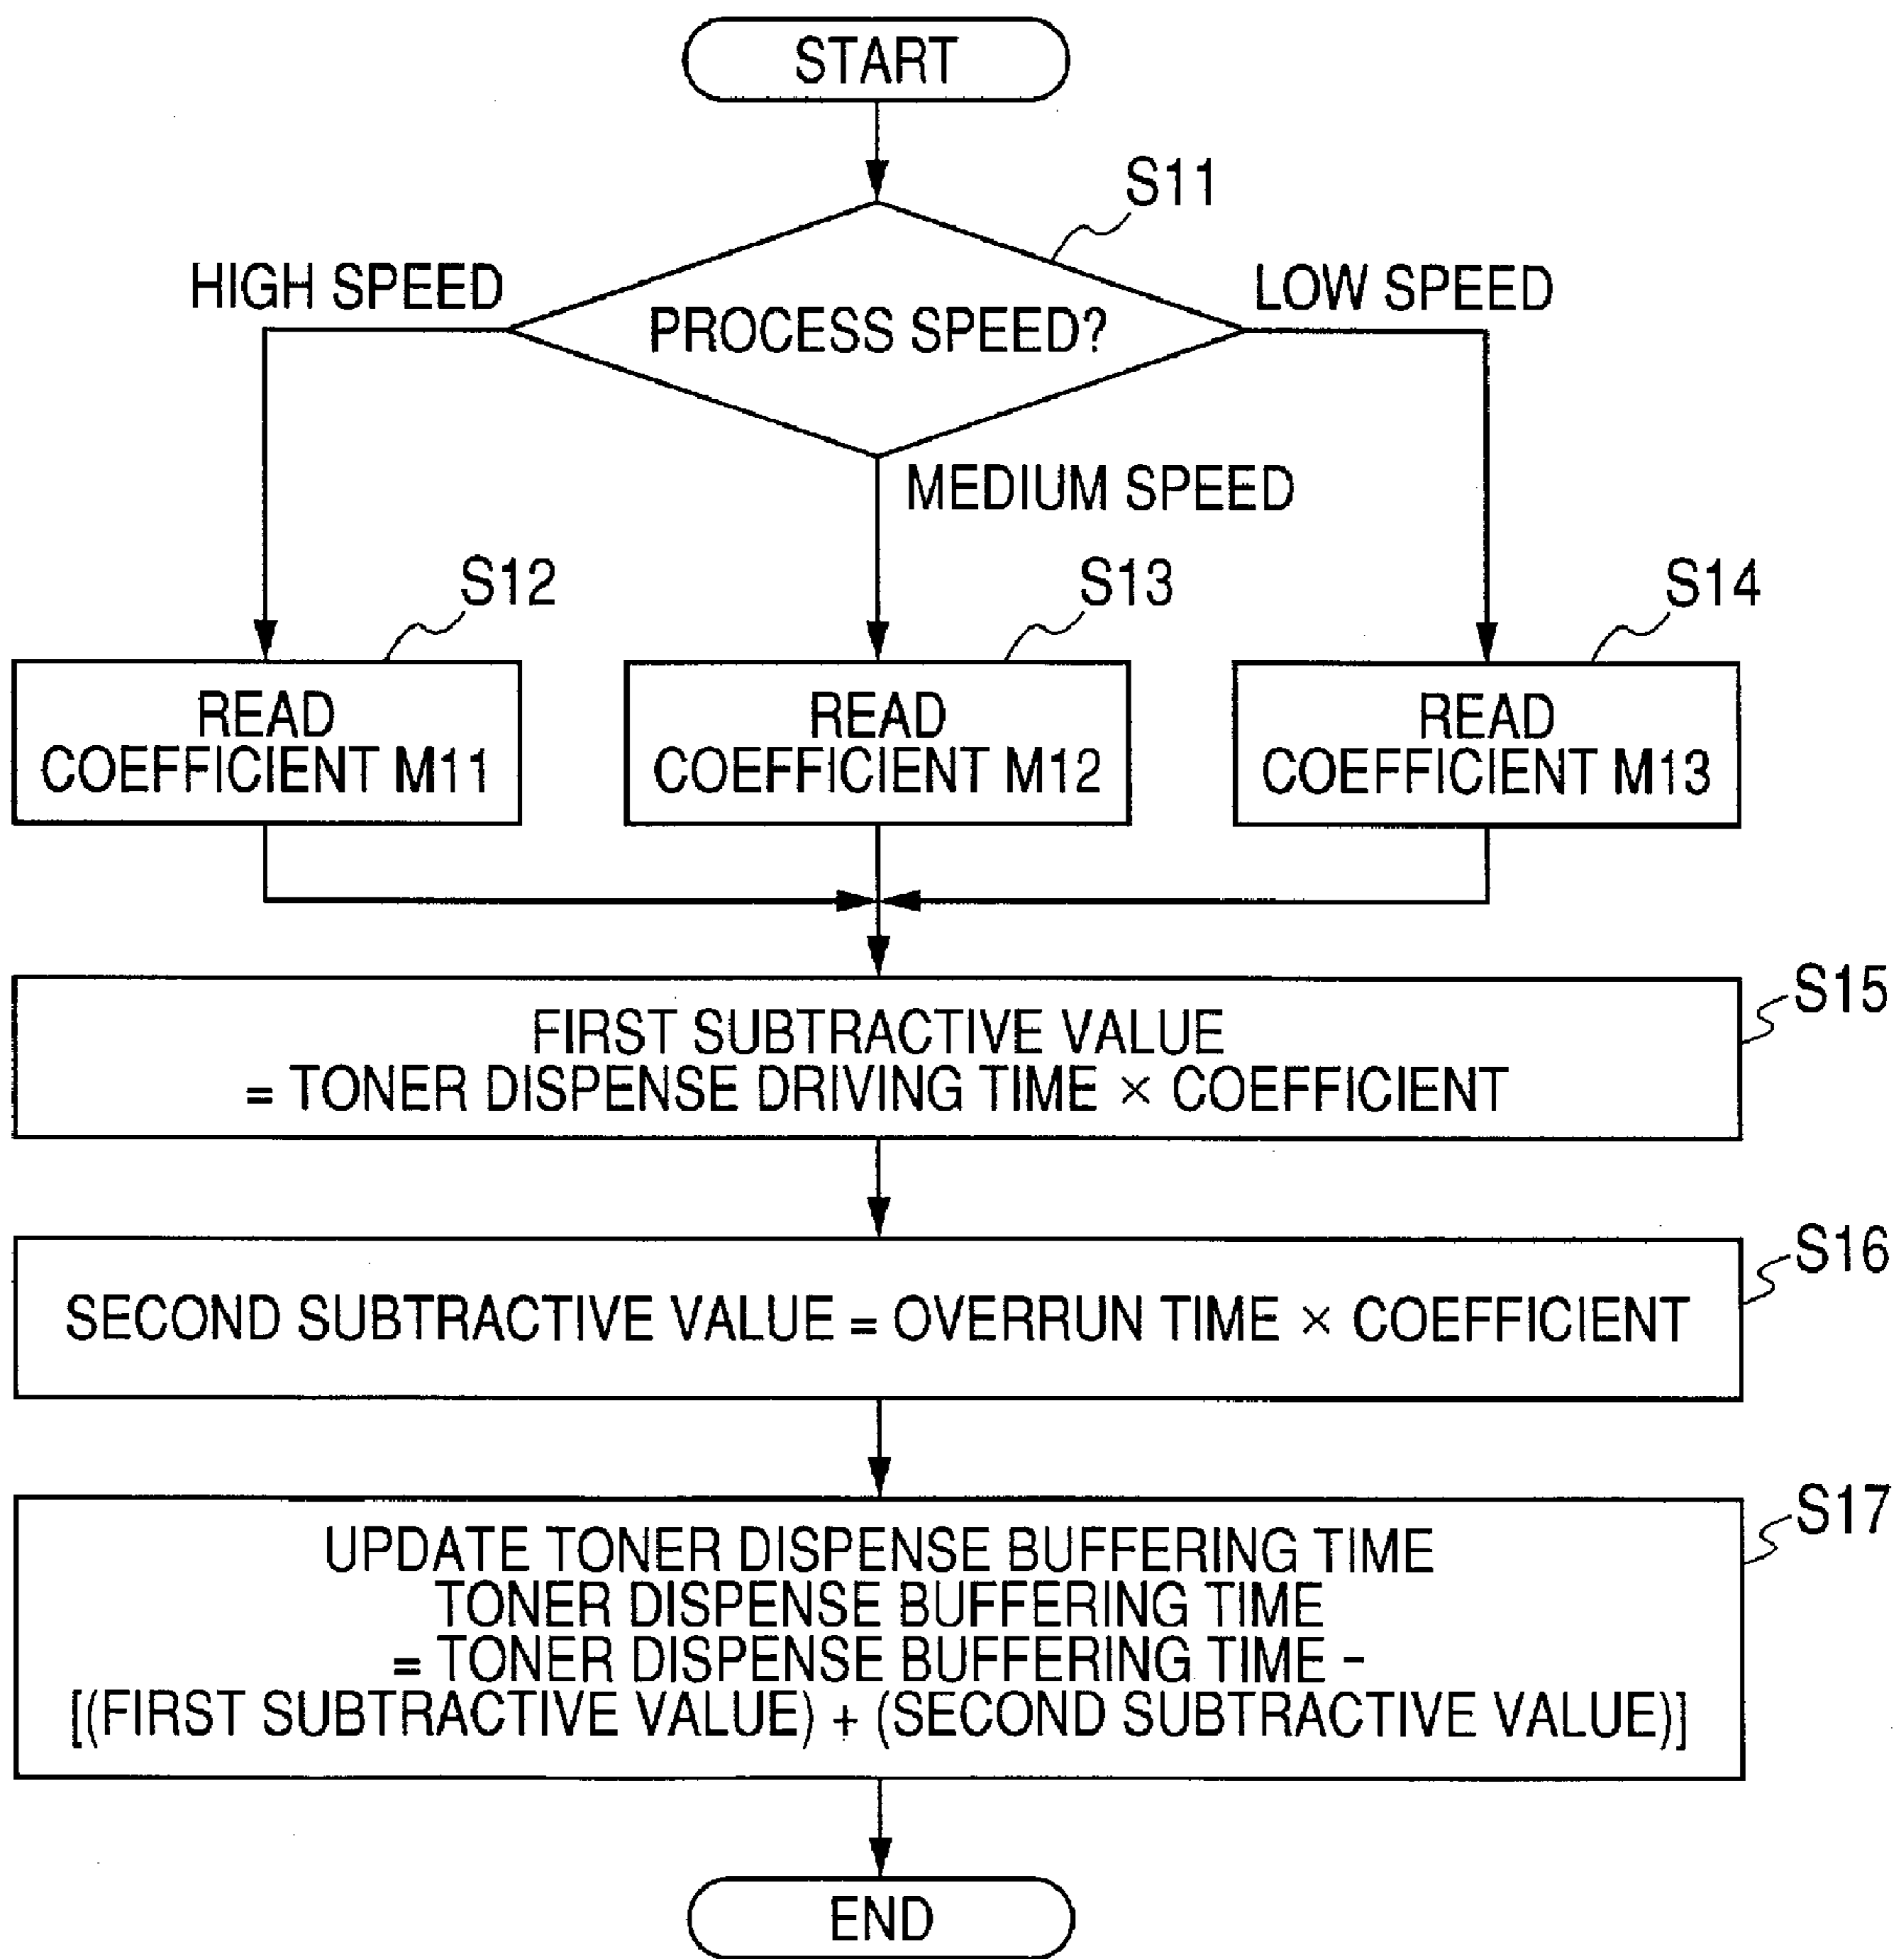 START
S11
HIGH SPEED
PROCESS SPEED?
LOW SPEED
MEDIUM SPEED
S12
S13
S14
READ
COEFFICIENT M11
READ
COEFFICIENT M12
READ
COEFFICIENT M13
S15
FIRST SUBTRACTIVE VALUE
= TONER DISPENSE DRIVING TIME × COEFFICIENT
S16
SECOND SUBTRACTIVE VALUE = OVERRUN TIME × COEFFICIENT
S17
UPDATE TONER DISPENSE BUFFERING TIME
TONER DISPENSE BUFFERING TIME
= TONER DISPENSE BUFFERING TIME -
[(FIRST SUBTRACTIVE VALUE) + (SECOND SUBTRACTIVE VALUE)]
END